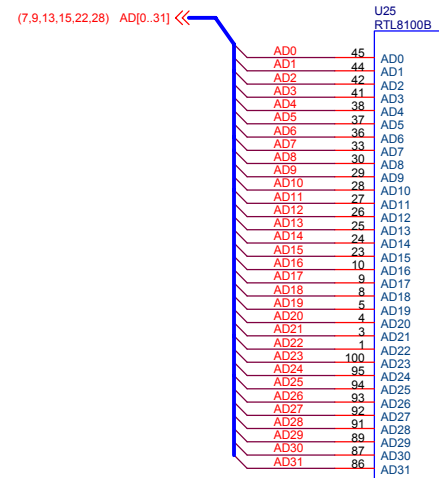 U25
(7,9,13,15,22,28) AD[0..31] RTL8100B
AD0 45 AD0
AD1 44 AD1
AD2 42 AD2
AD3 41 AD3
AD4 38 AD4
AD5 37 AD5
AD6 36 AD6
AD7 33 AD7
AD8 30 AD8
AD9 29 AD9
AD10 28 AD10
AD11 27 AD11
AD12 26 AD12
AD13 25 AD13
AD14 24 AD14
AD15 23 AD15
AD16 10 AD16
AD17 9 AD17
AD18 8 AD18
AD19 5 AD19
AD20 4 AD20
AD21 3 AD21
AD22 1 AD22
AD23 100 AD23
AD24 95 AD24
AD25 94 AD25
AD26 93 AD26
AD27 92 AD27
AD28 91 AD28
AD29 89 AD29
AD30 87 AD30
AD31 86 AD31